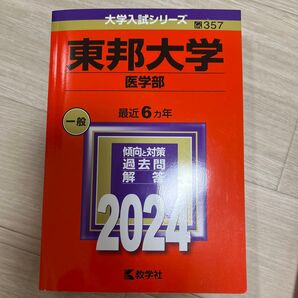 大学入試シリーズ 357
東邦大学
医学部
最近6カ年
一般
傾向と対策
過去問
解答
2024
教学社